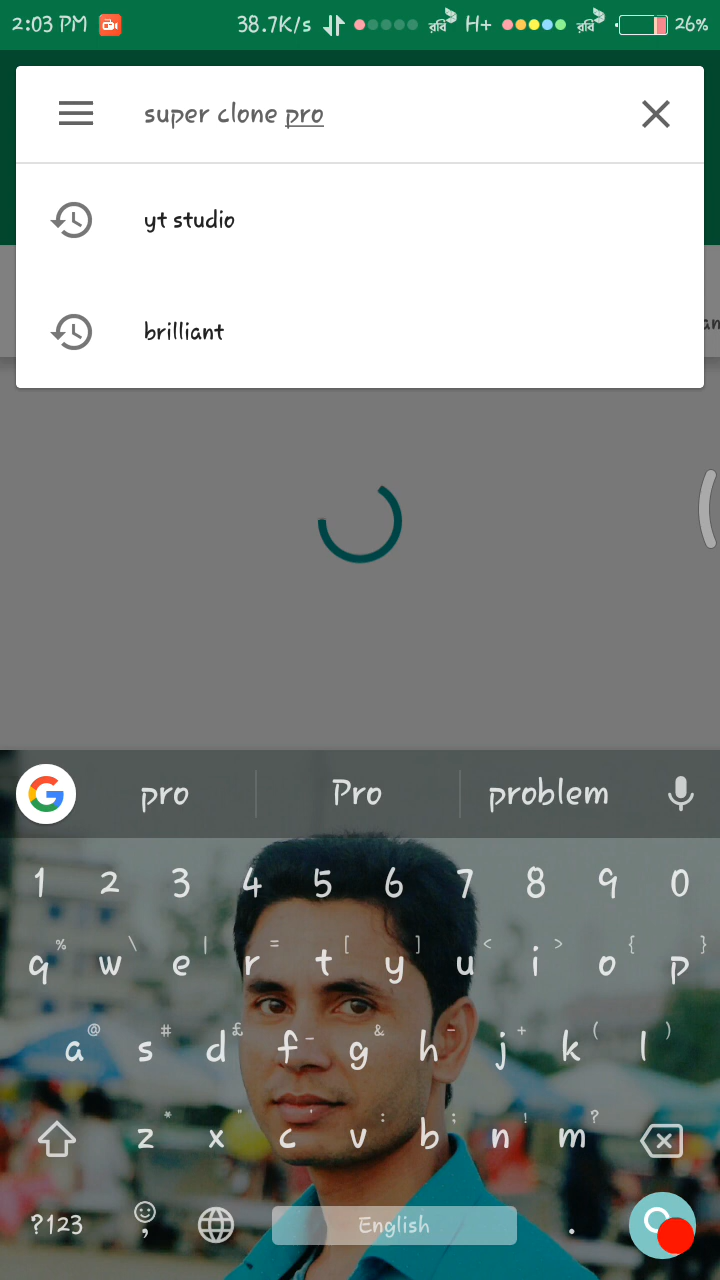 2:03 PM 38.7K/s রবি H+ রবি 26%
super clone pro
yt studio
brilliant
pro Pro problem
1 2 3 4 5 6 7 8 9 0
% \ | = [ ] < > { }
q w e r t y u i o p
@ # £ - & - + ( )
a s d f g h j k l
* " ' : ; ! ?
z x c v b n m
?123 , English .